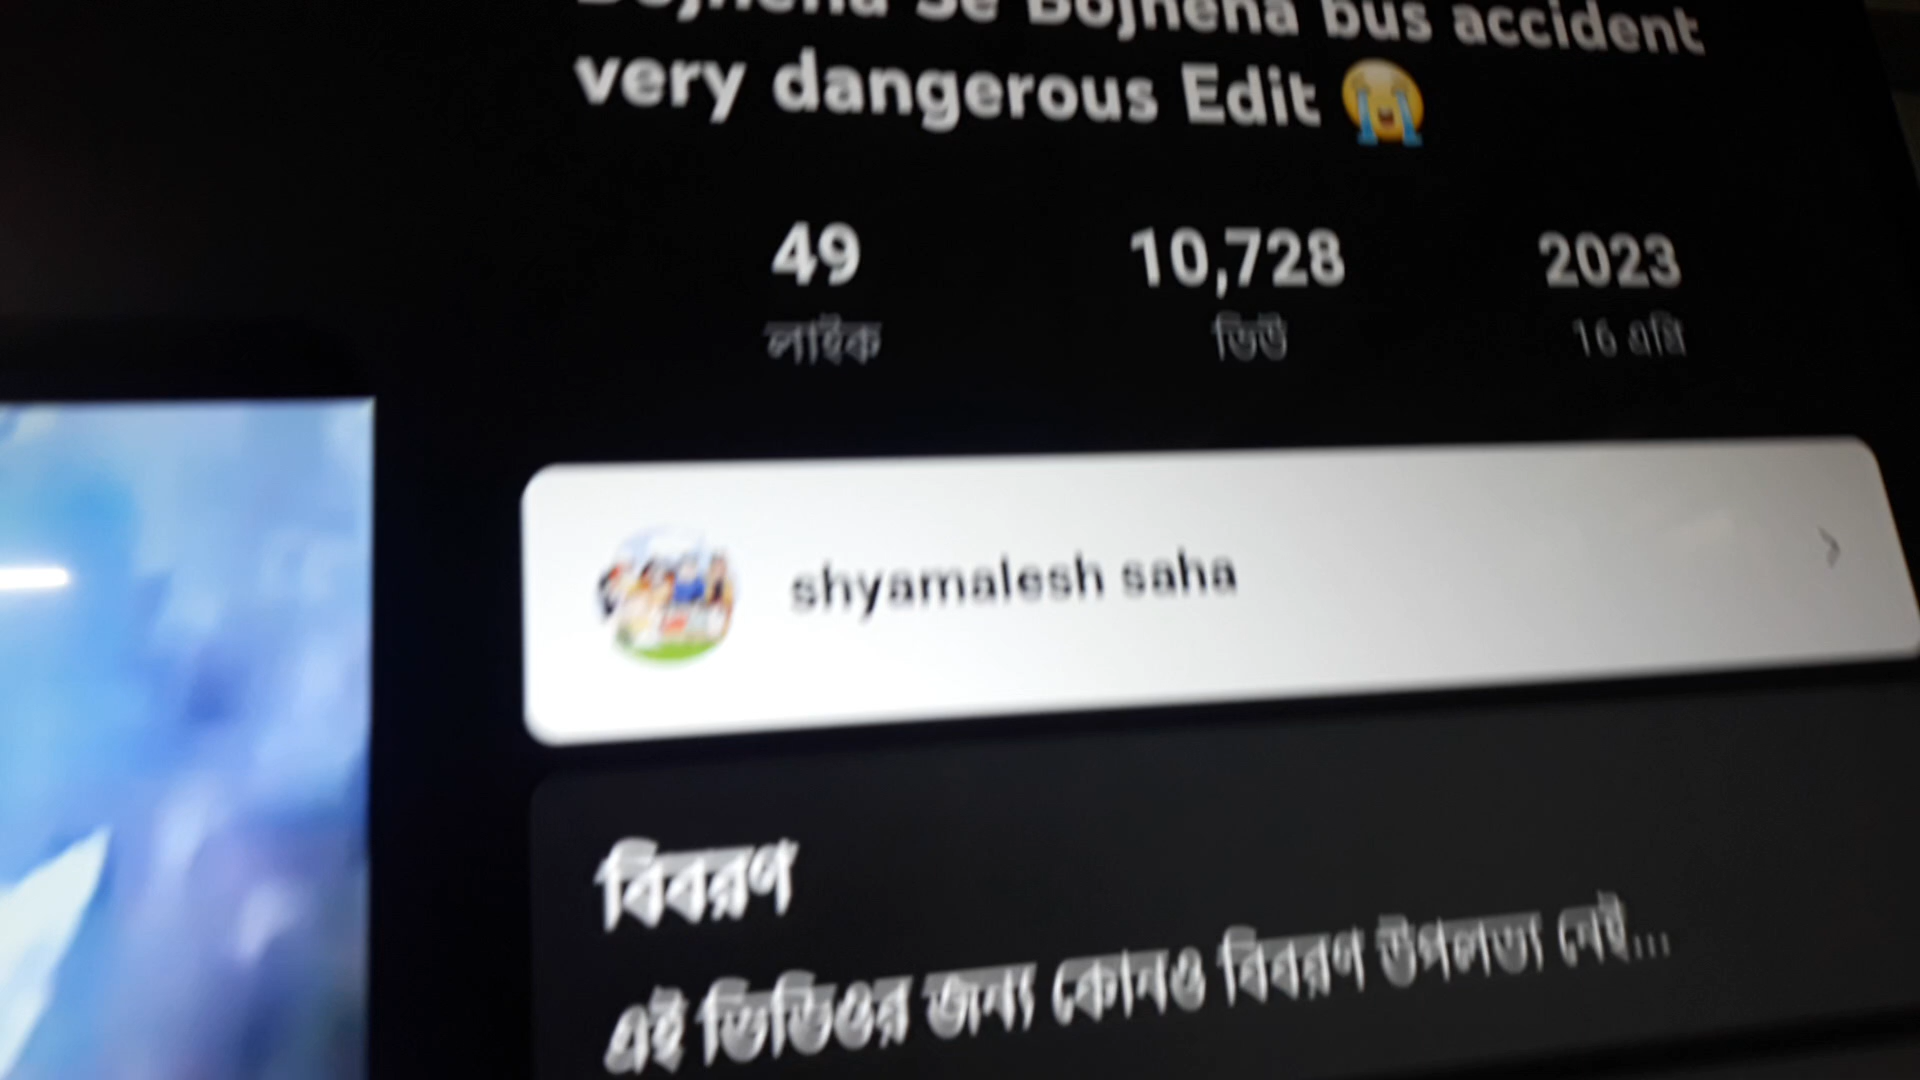 Bojhena Se Bojhena bus accident
very dangerous Edit 😭
49
লাইক
10,728
ভিউ
2023
16 এপ্রি
shyamalesh saha
বিবরণ
এই ভিডিওর জন্য কোনও বিবরণ উপলভ্য নেই...